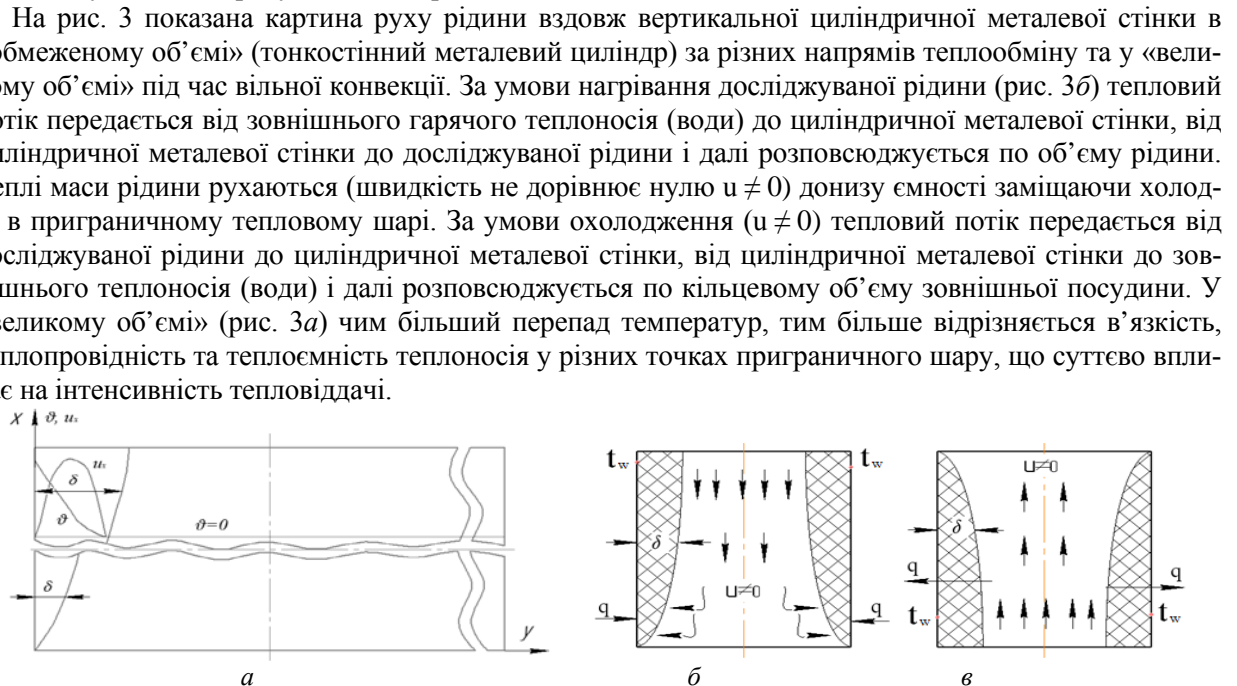 На рис. 3 показана картина руху рідини вздовж вертикальної циліндричної металевої стінки в
обмеженому об’ємі» (тонкостінний металевий циліндр) за різних напрямів теплообміну та у «вели-
ому об’ємі» під час вільної конвекції. За умови нагрівання досліджуваної рідини (рис. 3б) тепловий
отік передається від зовнішнього гарячого теплоносія (води) до циліндричної металевої стінки, від
иліндричної металевої стінки до досліджуваної рідини і далі розповсюджується по об’єму рідини.
еплі маси рідини рухаються (швидкість не дорівнює нулю u ≠ 0) донизу ємності заміщаючи холод-
в приграничному тепловому шарі. За умови охолодження (u ≠ 0) тепловий потік передається від
осліджуваної рідини до циліндричної металевої стінки, від циліндричної металевої стінки до зов-
ішнього теплоносія (води) і далі розповсюджується по кільцевому об’єму зовнішньої посудини. У
великому об’ємі» (рис. 3а) чим більший перепад температур, тим більше відрізняється в’язкість,
еплопровідність та теплоємність теплоносія у різних точках приграничного шару, що суттєво впли-
є на інтенсивність тепловіддачі.
X ϑ, uₓ
uₓ
δ
ϑ
ϑ=0
δ
y
tw tw
δ
u≠0
q q
u≠0
δ
q q
tw tw
а б в